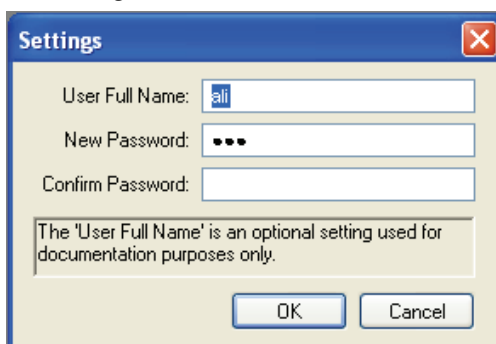 Settings
User Full Name: ali
New Password: •••
Confirm Password:
The 'User Full Name' is an optional setting used for
documentation purposes only.
OK Cancel